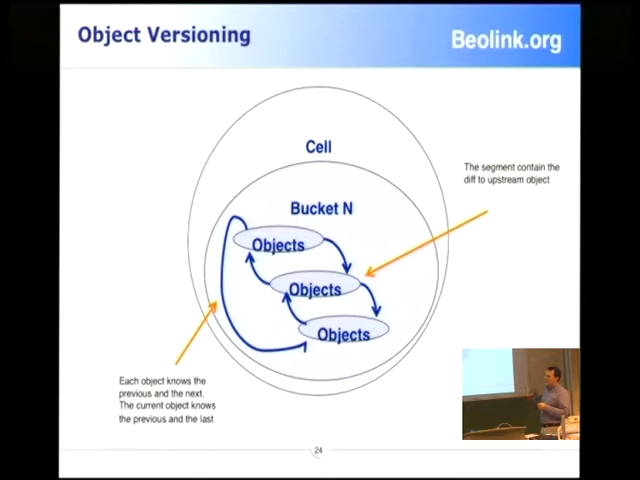 Object Versioning
Beolink.org
Cell
The segment contain the
diff to upstream object
Bucket N
Objects
Objects
Objects
Each object knows the
previous and the next.
The current object knows
the previous and the last
24